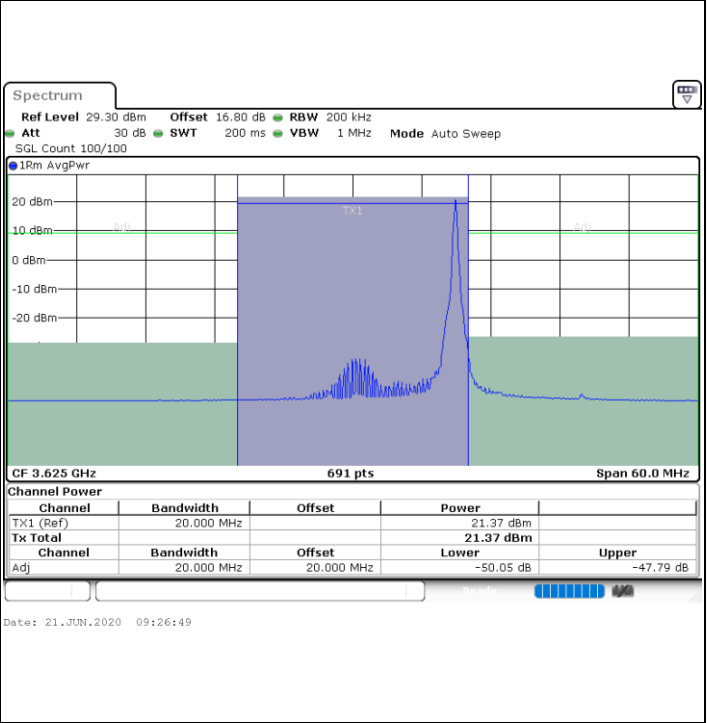 Spectrum
Ref Level 29.30 dBm Offset 16.80 dB RBW 200 kHz
Att 30 dB SWT 200 ms VBW 1 MHz Mode Auto Sweep
SGL Count 100/100
1Rm AvgPwr
20 dBm
TX1
Adj Adj
10 dBm
0 dBm
-10 dBm
-20 dBm
CF 3.625 GHz 691 pts Span 60.0 MHz
Channel Power
Channel Bandwidth Offset Power
TX1 (Ref) 20.000 MHz 21.37 dBm
Tx Total 21.37 dBm
Channel Bandwidth Offset Lower Upper
Adj 20.000 MHz 20.000 MHz -50.05 dB -47.79 dB
Ready
Date: 21.JUN.2020 09:26:49